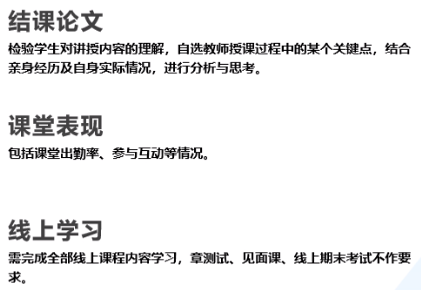 结课论文
检验学生对讲授内容的理解，自选教师授课过程中的某个关键点，结合
亲身经历及自身实际情况，进行分析与思考。
课堂表现
包括课堂出勤率、参与互动等情况。
线上学习
需完成全部线上课程内容学习，章测试、见面课、线上期末考试不作要
求。